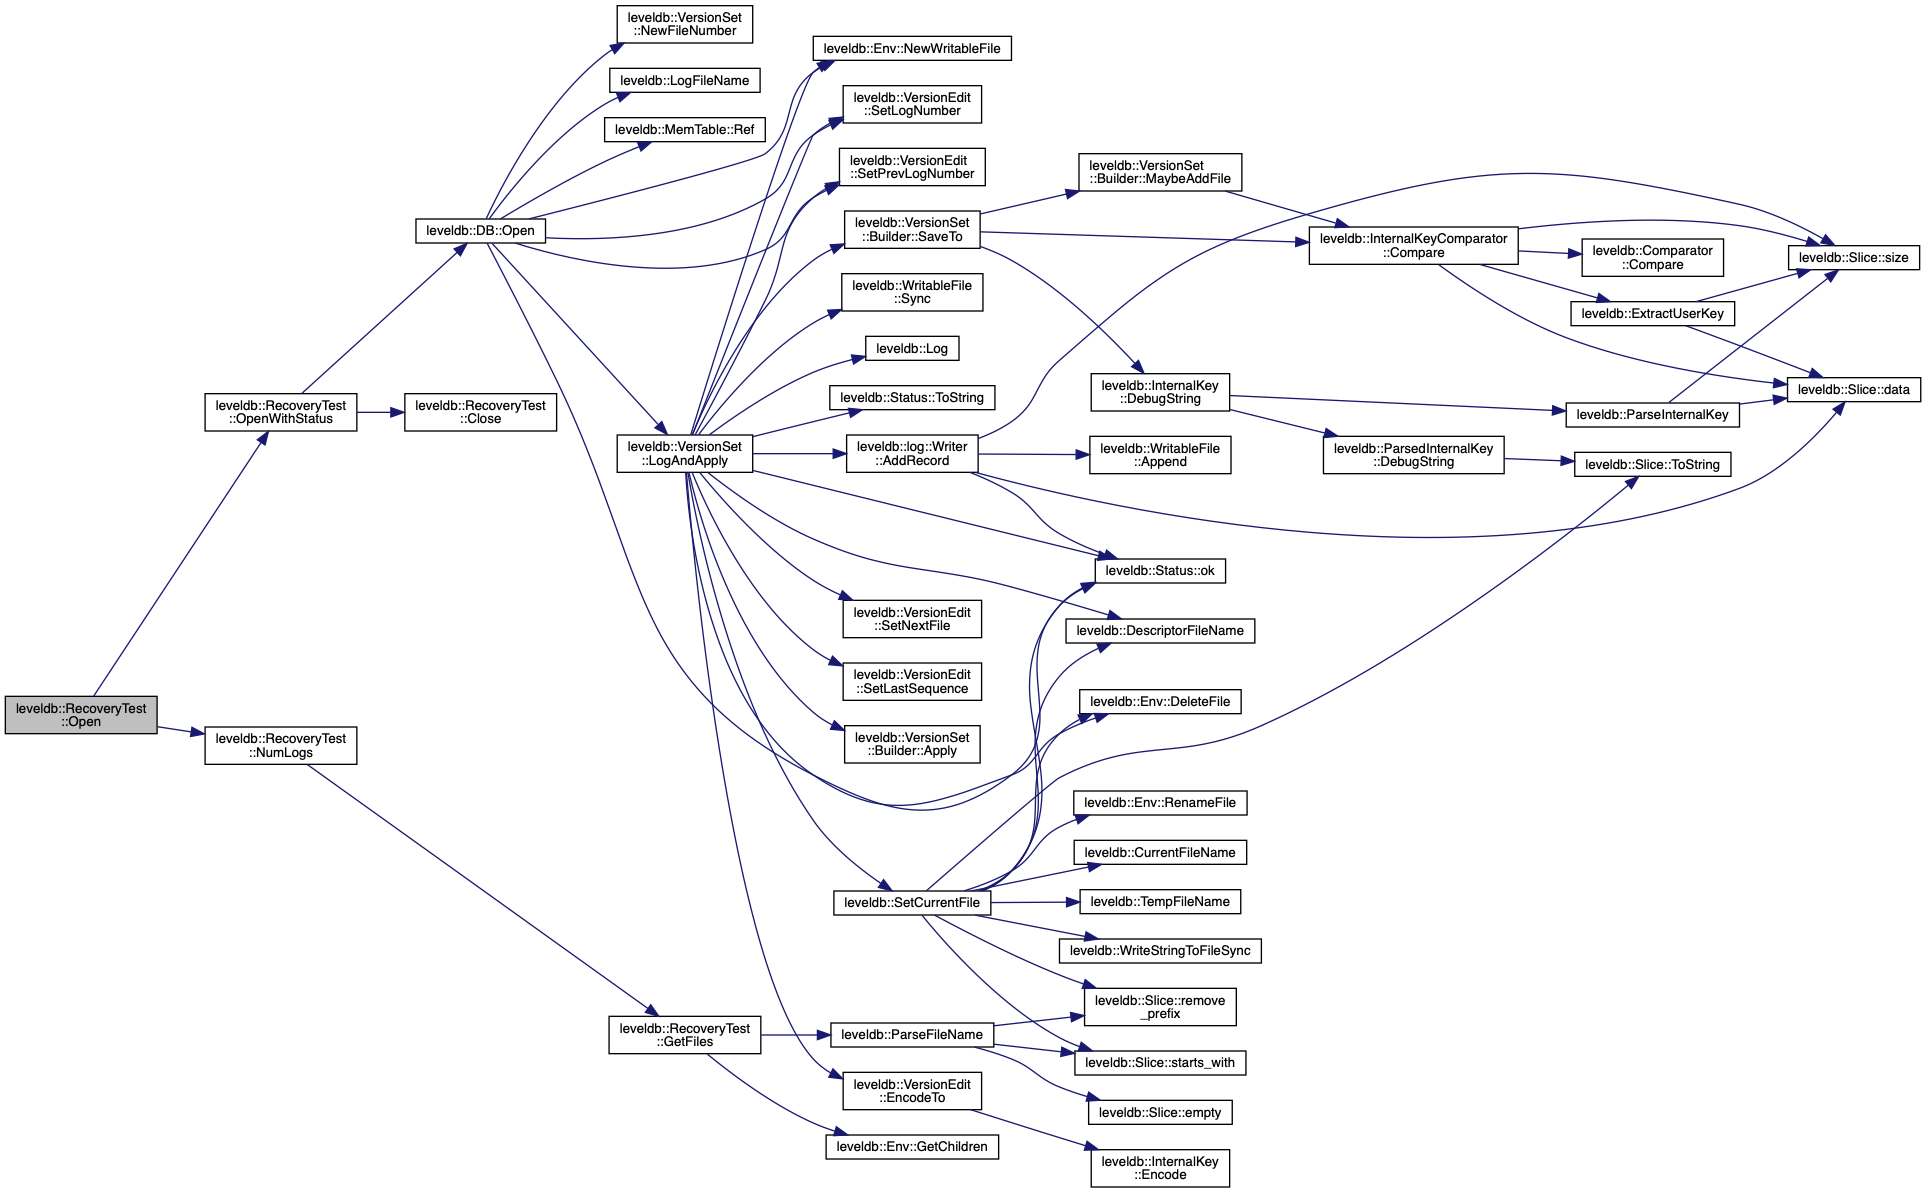 leveldb::RecoveryTest
::Open
leveldb::RecoveryTest
::OpenWithStatus
leveldb::RecoveryTest
::NumLogs
leveldb::DB::Open
leveldb::RecoveryTest
::Close
leveldb::VersionSet
::NewFileNumber
leveldb::LogFileName
leveldb::MemTable::Ref
leveldb::VersionSet
::LogAndApply
leveldb::RecoveryTest
::GetFiles
leveldb::Env::NewWritableFile
leveldb::VersionEdit
::SetLogNumber
leveldb::VersionEdit
::SetPrevLogNumber
leveldb::VersionSet
::Builder::SaveTo
leveldb::WritableFile
::Sync
leveldb::Log
leveldb::Status::ToString
leveldb::log::Writer
::AddRecord
leveldb::VersionEdit
::SetNextFile
leveldb::VersionEdit
::SetLastSequence
leveldb::VersionSet
::Builder::Apply
leveldb::SetCurrentFile
leveldb::ParseFileName
leveldb::VersionEdit
::EncodeTo
leveldb::Env::GetChildren
leveldb::VersionSet
::Builder::MaybeAddFile
leveldb::InternalKey
::DebugString
leveldb::WritableFile
::Append
leveldb::Status::ok
leveldb::DescriptorFileName
leveldb::Env::DeleteFile
leveldb::Env::RenameFile
leveldb::CurrentFileName
leveldb::TempFileName
leveldb::WriteStringToFileSync
leveldb::Slice::remove
_prefix
leveldb::Slice::starts_with
leveldb::Slice::empty
leveldb::InternalKey
::Encode
leveldb::InternalKeyComparator
::Compare
leveldb::ParsedInternalKey
::DebugString
leveldb::Comparator
::Compare
leveldb::ExtractUserKey
leveldb::ParseInternalKey
leveldb::Slice::ToString
leveldb::Slice::size
leveldb::Slice::data